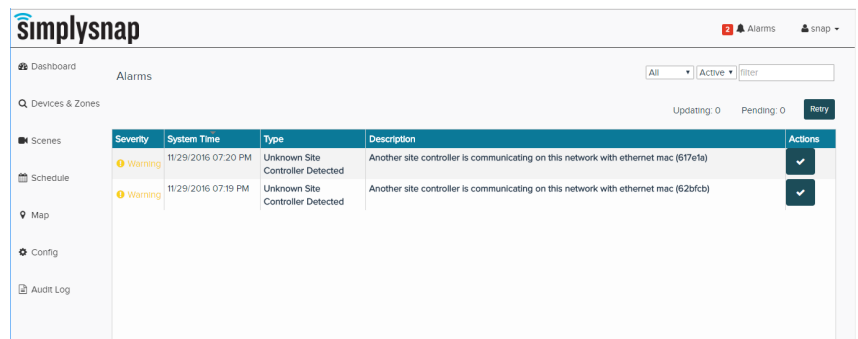 simplysnap
2 Alarms snap
Dashboard
Devices & Zones
Scenes
Schedule
Map
Config
Audit Log
Alarms
All Active filter
Updating: 0 Pending: 0 Retry
Severity System Time Type Description Actions
Warning 11/29/2016 07:20 PM Unknown Site Another site controller is communicating on this network with ethernet mac (617e1a)
Controller Detected
Warning 11/29/2016 07:19 PM Unknown Site Another site controller is communicating on this network with ethernet mac (62bfcb)
Controller Detected